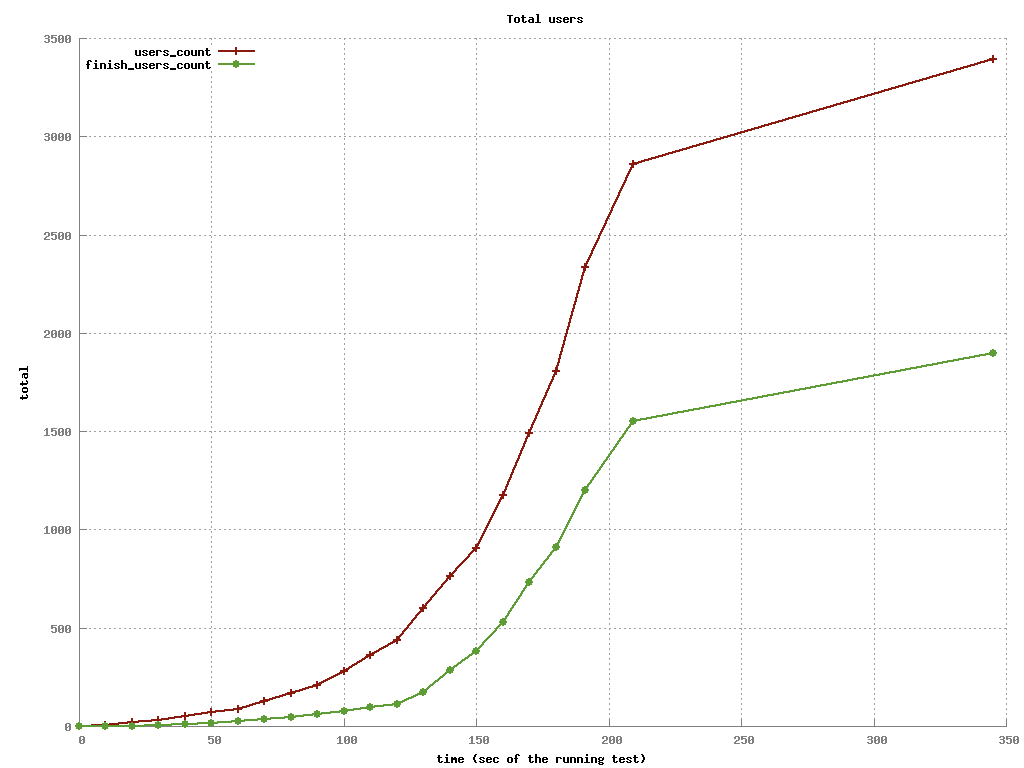 Total users
users_count
finish_users_count
3500
3000
2500
2000
1500
1000
500
0
total
0 50 100 150 200 250 300 350
time (sec of the running test)